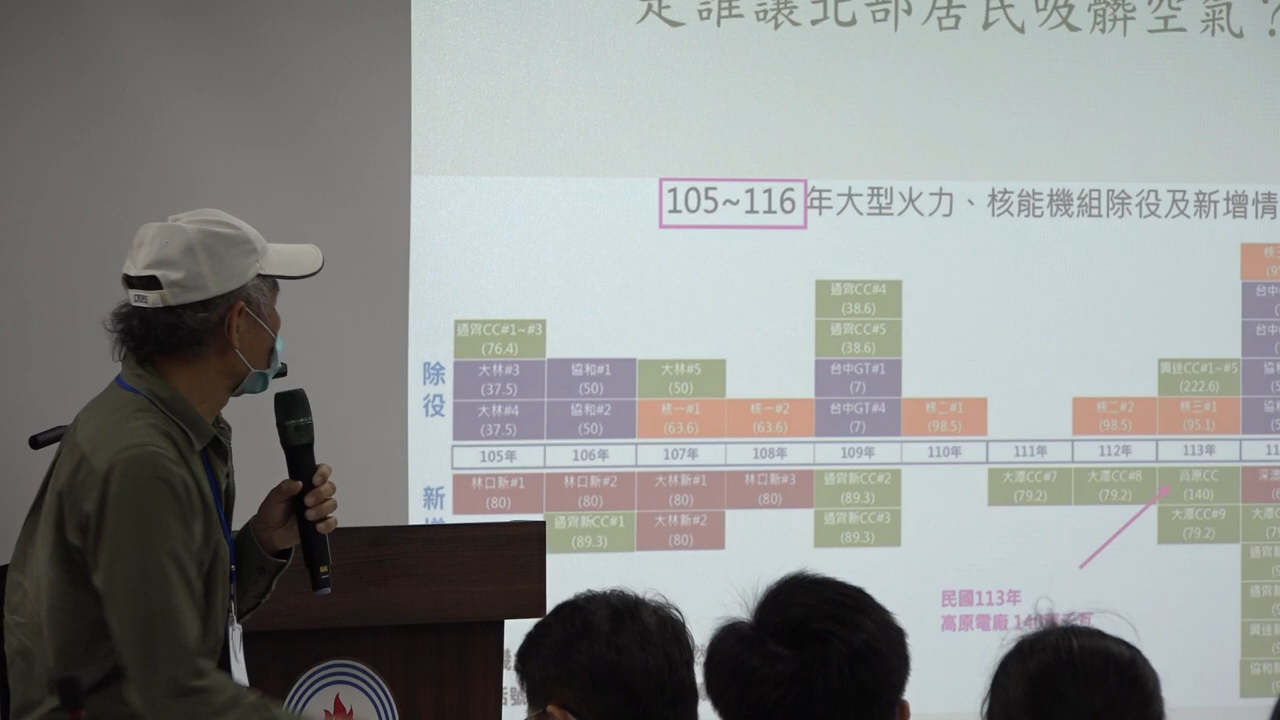 是誰讓北部居民吸髒空氣?
105~116年大型火力、核能機組除役及新增情
通霄CC#4
(38.6)
通霄CC#1~#3 通霄CC#5
(76.4) (38.6)
除役 大林#3 協和#1 大林#5 台中GT#1 興達CC#1~#5
(37.5) (50) (50) (7) (222.6)
大林#4 協和#2 核一#1 核一#2 台中GT#4 核二#1 核二#2 核三#1
(37.5) (50) (63.6) (63.6) (7) (98.5) (98.5) (95.1)
105年 106年 107年 108年 109年 110年 111年 112年 113年
新 林口新#1 林口新#2 大林新#1 林口新#3 通霄新CC#2 大潭CC#7 大潭CC#8 高原CC
(80) (80) (80) (80) (89.3) (79.2) (79.2) (140)
通霄新CC#1 大林新#2 通霄新CC#3 大潭CC#9
(89.3) (80) (89.3) (79.2)
民國113年
高原電廠